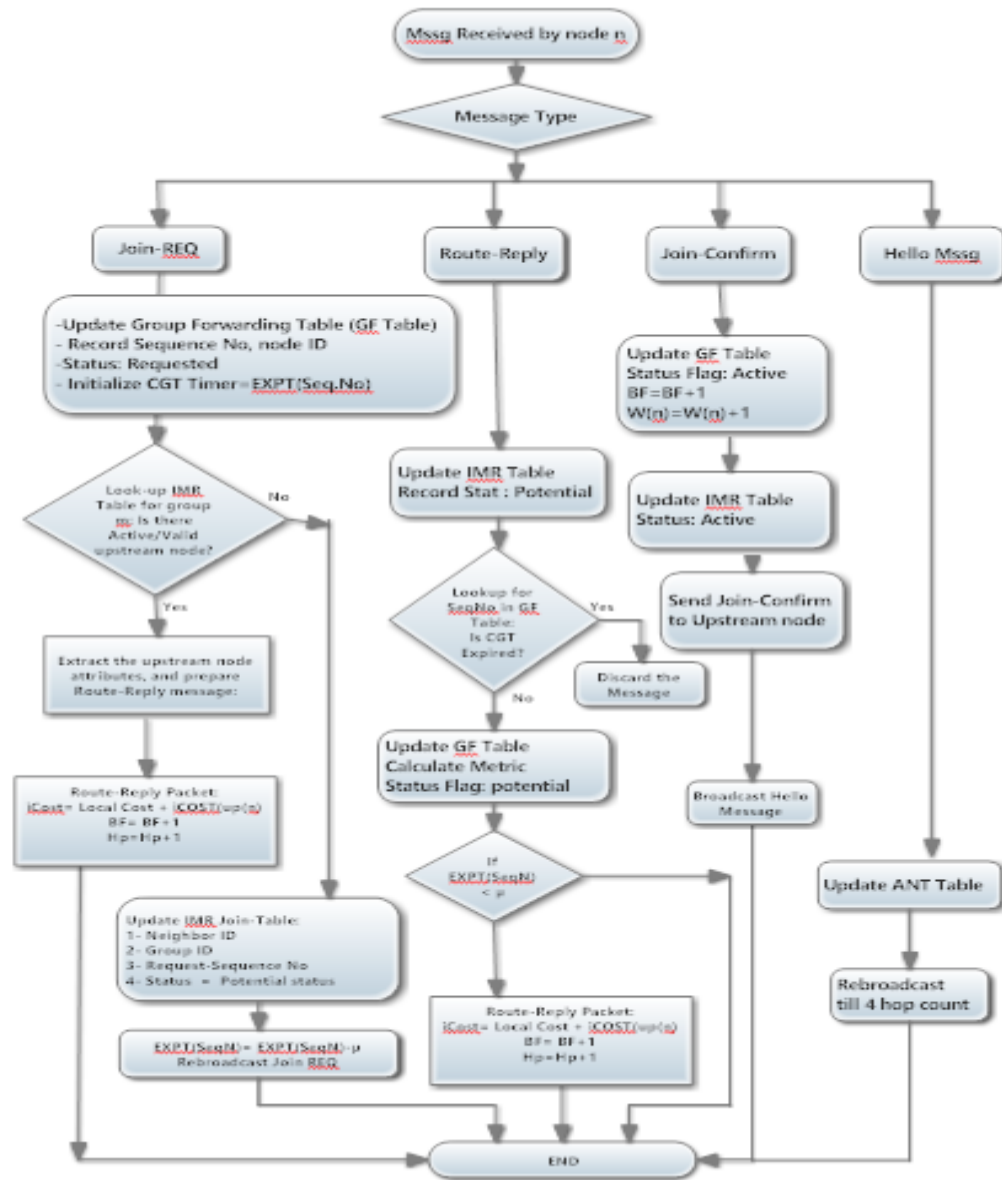 Mssg Received by node n
Message Type
Join-REQ
Route-Reply
Join-Confirm
Hello Mssg
-Update Group Forwarding Table (GF Table)
- Record Sequence No, node ID
-Status: Requested
- Initialize CGT Timer=EXPT(Seq.No)
Look-up IMR
Table for group
m: Is there
Active/Valid
upstream node?
No
Yes
Extract the upstream node
attributes, and prepare
Route-Reply message:
Route-Reply Packet:
iCost= Local Cost + iCOST(up(n)
BF= BF+1
Hp=Hp+1
Update IMR Join-Table:
1- Neighbor ID
2- Group ID
3- Request-Sequence No
4- Status = Potential status
EXPT(SeqN)= EXPT(SeqN)-μ
Rebroadcast Join REQ
Update IMR Table
Record Stat : Potential
Lookup for
SeqNo in GF
Table:
Is CGT
Expired?
Yes
Discard the
Message
No
Update GF Table
Calculate Metric
Status Flag: potential
If
EXPT(SeqN)
< μ
Route-Reply Packet:
iCost= Local Cost + iCOST(up(n)
BF= BF+1
Hp=Hp+1
Update GF Table
Status Flag: Active
BF=BF+1
W(n)=W(n)+1
Update IMR Table
Status: Active
Send Join-Confirm
to Upstream node
Broadcast Hello
Message
Update ANT Table
Rebroadcast
till 4 hop count
END